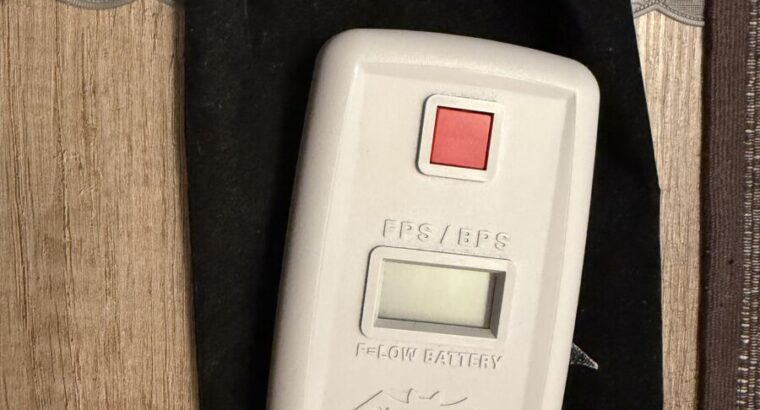 FPS / BPS
F=LOW BATTERY